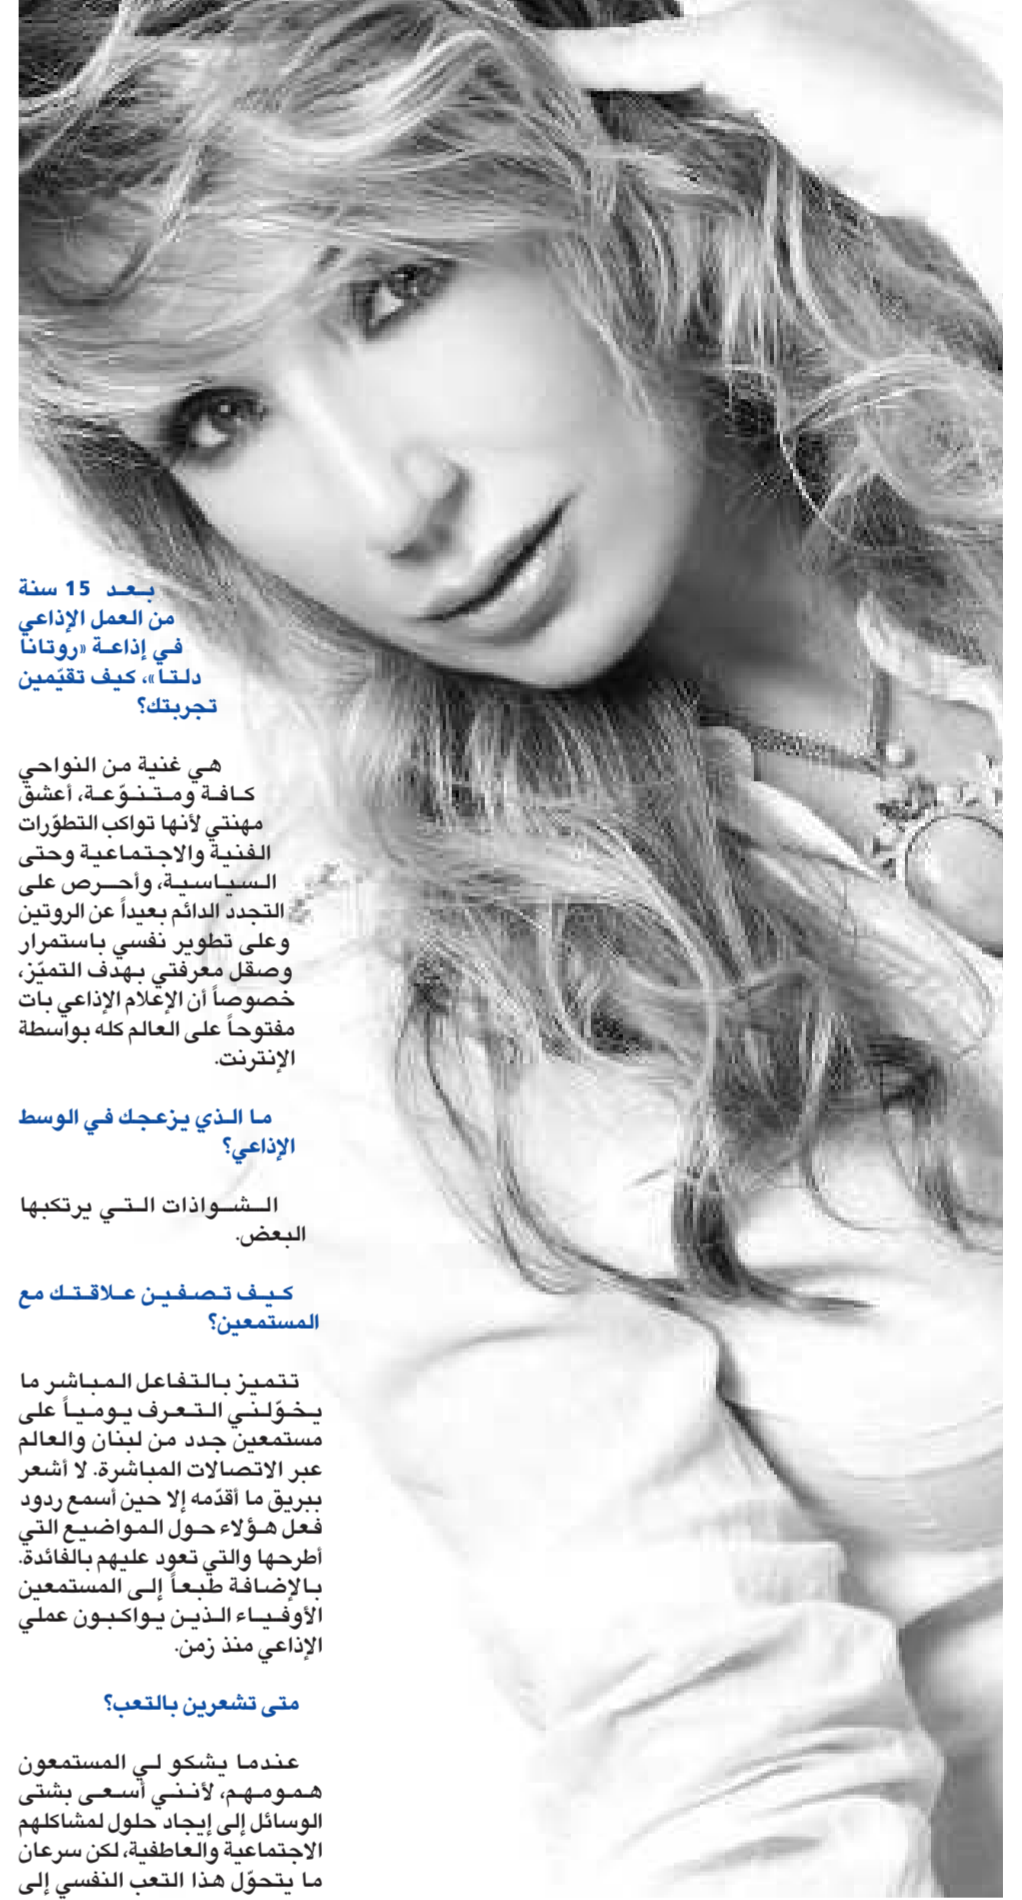 بعد 15 سنة
من العمل الإذاعي
في إذاعة «روتانا
دلتا»، كيف تقيّمين
تجربتك؟
هي غنية من النواحي
كافة ومتنوّعة، أعشق
مهنتي لأنها تواكب التطوّرات
الفنية والاجتماعية وحتى
السياسية، وأحرص على
التجدد الدائم بعيداً عن الروتين
وعلى تطوير نفسي باستمرار
وصقل معرفتي بهدف التميّز،
خصوصاً أن الإعلام الإذاعي بات
مفتوحاً على العالم كله بواسطة
الإنترنت.
ما الذي يزعجك في الوسط
الإذاعي؟
الشواذات التي يرتكبها
البعض.
كيف تصفين علاقتك مع
المستمعين؟
تتميز بالتفاعل المباشر ما
يخوّلني التعرف يومياً على
مستمعين جدد من لبنان والعالم
عبر الاتصالات المباشرة. لا أشعر
ببريق ما أقدّمه إلا حين أسمع ردود
فعل هؤلاء حول المواضيع التي
أطرحها والتي تعود عليهم بالفائدة.
بالإضافة طبعاً إلى المستمعين
الأوفياء الذين يواكبون عملي
الإذاعي منذ زمن.
متى تشعرين بالتعب؟
عندما يشكو لي المستمعون
همومهم، لأنني أسعى بشتى
الوسائل إلى إيجاد حلول لمشاكلهم
الاجتماعية والعاطفية، لكن سرعان
ما يتحوّل هذا التعب النفسي إلى